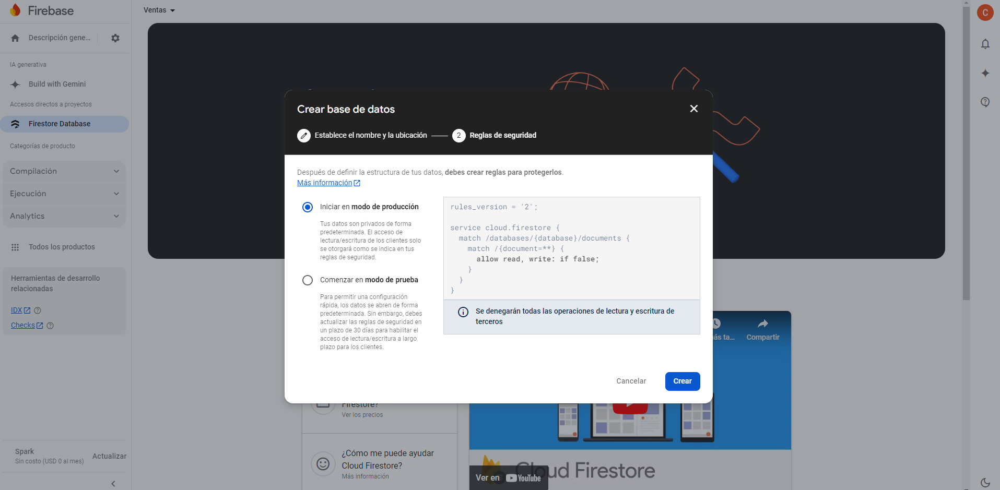 Firebase
Ventas
C
Descripción gene...
IA generativa
Build with Gemini
Accesos directos a proyectos
Firestore Database
Categorías de producto
Compilación
Ejecución
Analytics
Todos los productos
Herramientas de desarrollo
relacionadas
IDX
Checks
Spark
Sin costo (USD 0 al mes)
Actualizar
Crear base de datos
Establece el nombre y la ubicación
2
Reglas de seguridad
Después de definir la estructura de tus datos, debes crear reglas para protegerlos.
Más información
Iniciar en modo de producción
Tus datos son privados de forma
predeterminada. El acceso de
lectura/escritura de los clientes solo
se otorgará como se indica en tus
reglas de seguridad.
Comenzar en modo de prueba
Para permitir una configuración
rápida, los datos se abren de forma
predeterminada. Sin embargo, debes
actualizar las reglas de seguridad en
un plazo de 30 días para habilitar el
acceso de lectura/escritura a largo
plazo para los clientes.
rules_version = '2';
service cloud.firestore {
match /databases/{database}/documents {
match /{document=**} {
allow read, write: if false;
}
}
}
Se denegarán todas las operaciones de lectura y escritura de
terceros
Cancelar
Crear
ás ta...
Compartir
Firestore?
Ver los precios
¿Cómo me puede ayudar
Cloud Firestore?
Más información
Cloud Firestore
Ver en YouTube